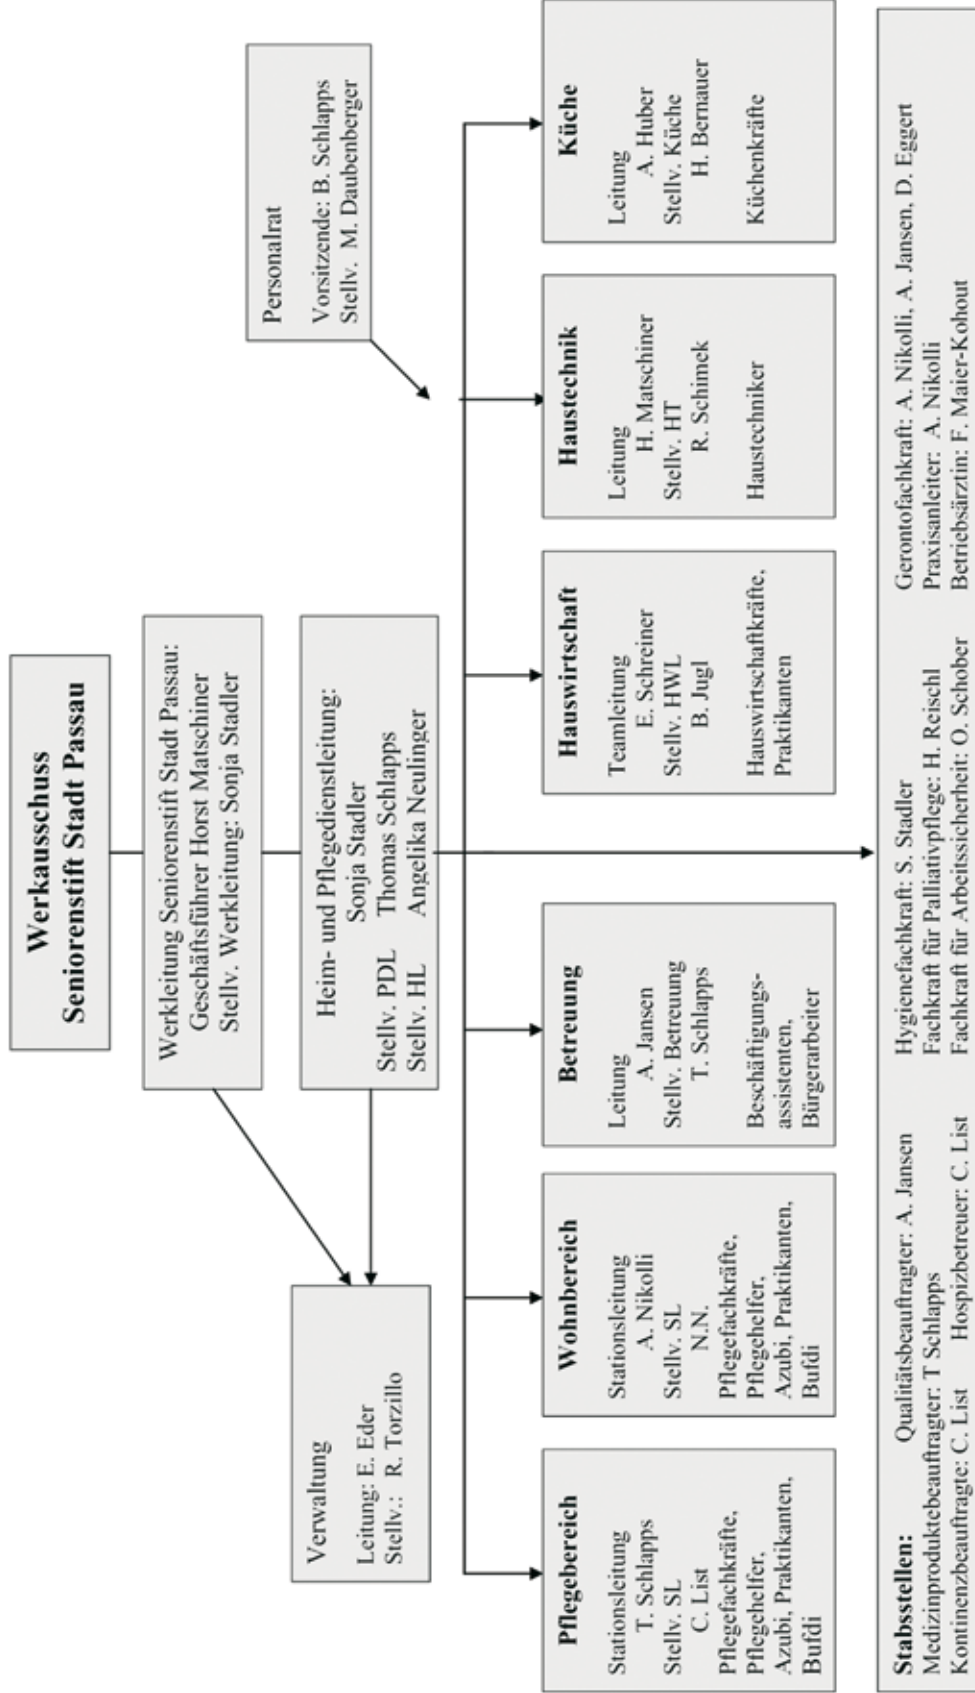 Werkausschuss
Seniorenstift Stadt Passau
Werkleitung Seniorenstift Stadt Passau:
Geschäftsführer Horst Matschiner
Stellv. Werkleitung: Sonja Stadler
Heim- und Pflegedienstleitung:
Sonja Stadler
Stellv. PDL Thomas Schlapps
Stellv. HL Angelika Neulinger
Verwaltung
Leitung: E. Eder
Stellv.: R. Torzillo
Personalrat
Vorsitzende: B. Schlapps
Stellv. M. Daubenberger
Pflegebereich
Stationsleitung
T. Schlapps
Stellv. SL
C. List
Pflegefachkräfte,
Pflegehelfer,
Azubi, Praktikanten,
Bufdi
Wohnbereich
Stationsleitung
A. Nikolli
Stellv. SL
N.N.
Pflegefachkräfte,
Pflegehelfer,
Azubi, Praktikanten,
Bufdi
Betreuung
Leitung
A. Jansen
Stellv. Betreuung
T. Schlapps
Beschäftigungs-
assistenten,
Bürgerarbeiter
Hauswirtschaft
Teamleitung
E. Schreiner
Stellv. HWL
B. Jugl
Hauswirtschaftkräfte,
Praktikanten
Haustechnik
Leitung
H. Matschiner
Stellv. HT
R. Schimek
Haustechniker
Küche
Leitung
A. Huber
Stellv. Küche
H. Bernauer
Küchenkräfte
Stabsstellen: Qualitätsbeauftragter: A. Jansen Hygienefachkraft: S. Stadler Gerontofachkraft: A. Nikolli, A. Jansen, D. Eggert
Medizinproduktebeauftragter: T Schlapps Fachkraft für Palliativpflege: H. Reischl Praxisanleiter: A. Nikolli
Kontinenzbeauftragte: C. List Hospizbetreuer: C. List Fachkraft für Arbeitssicherheit: O. Schober Betriebsärztin: F. Maier-Kohout